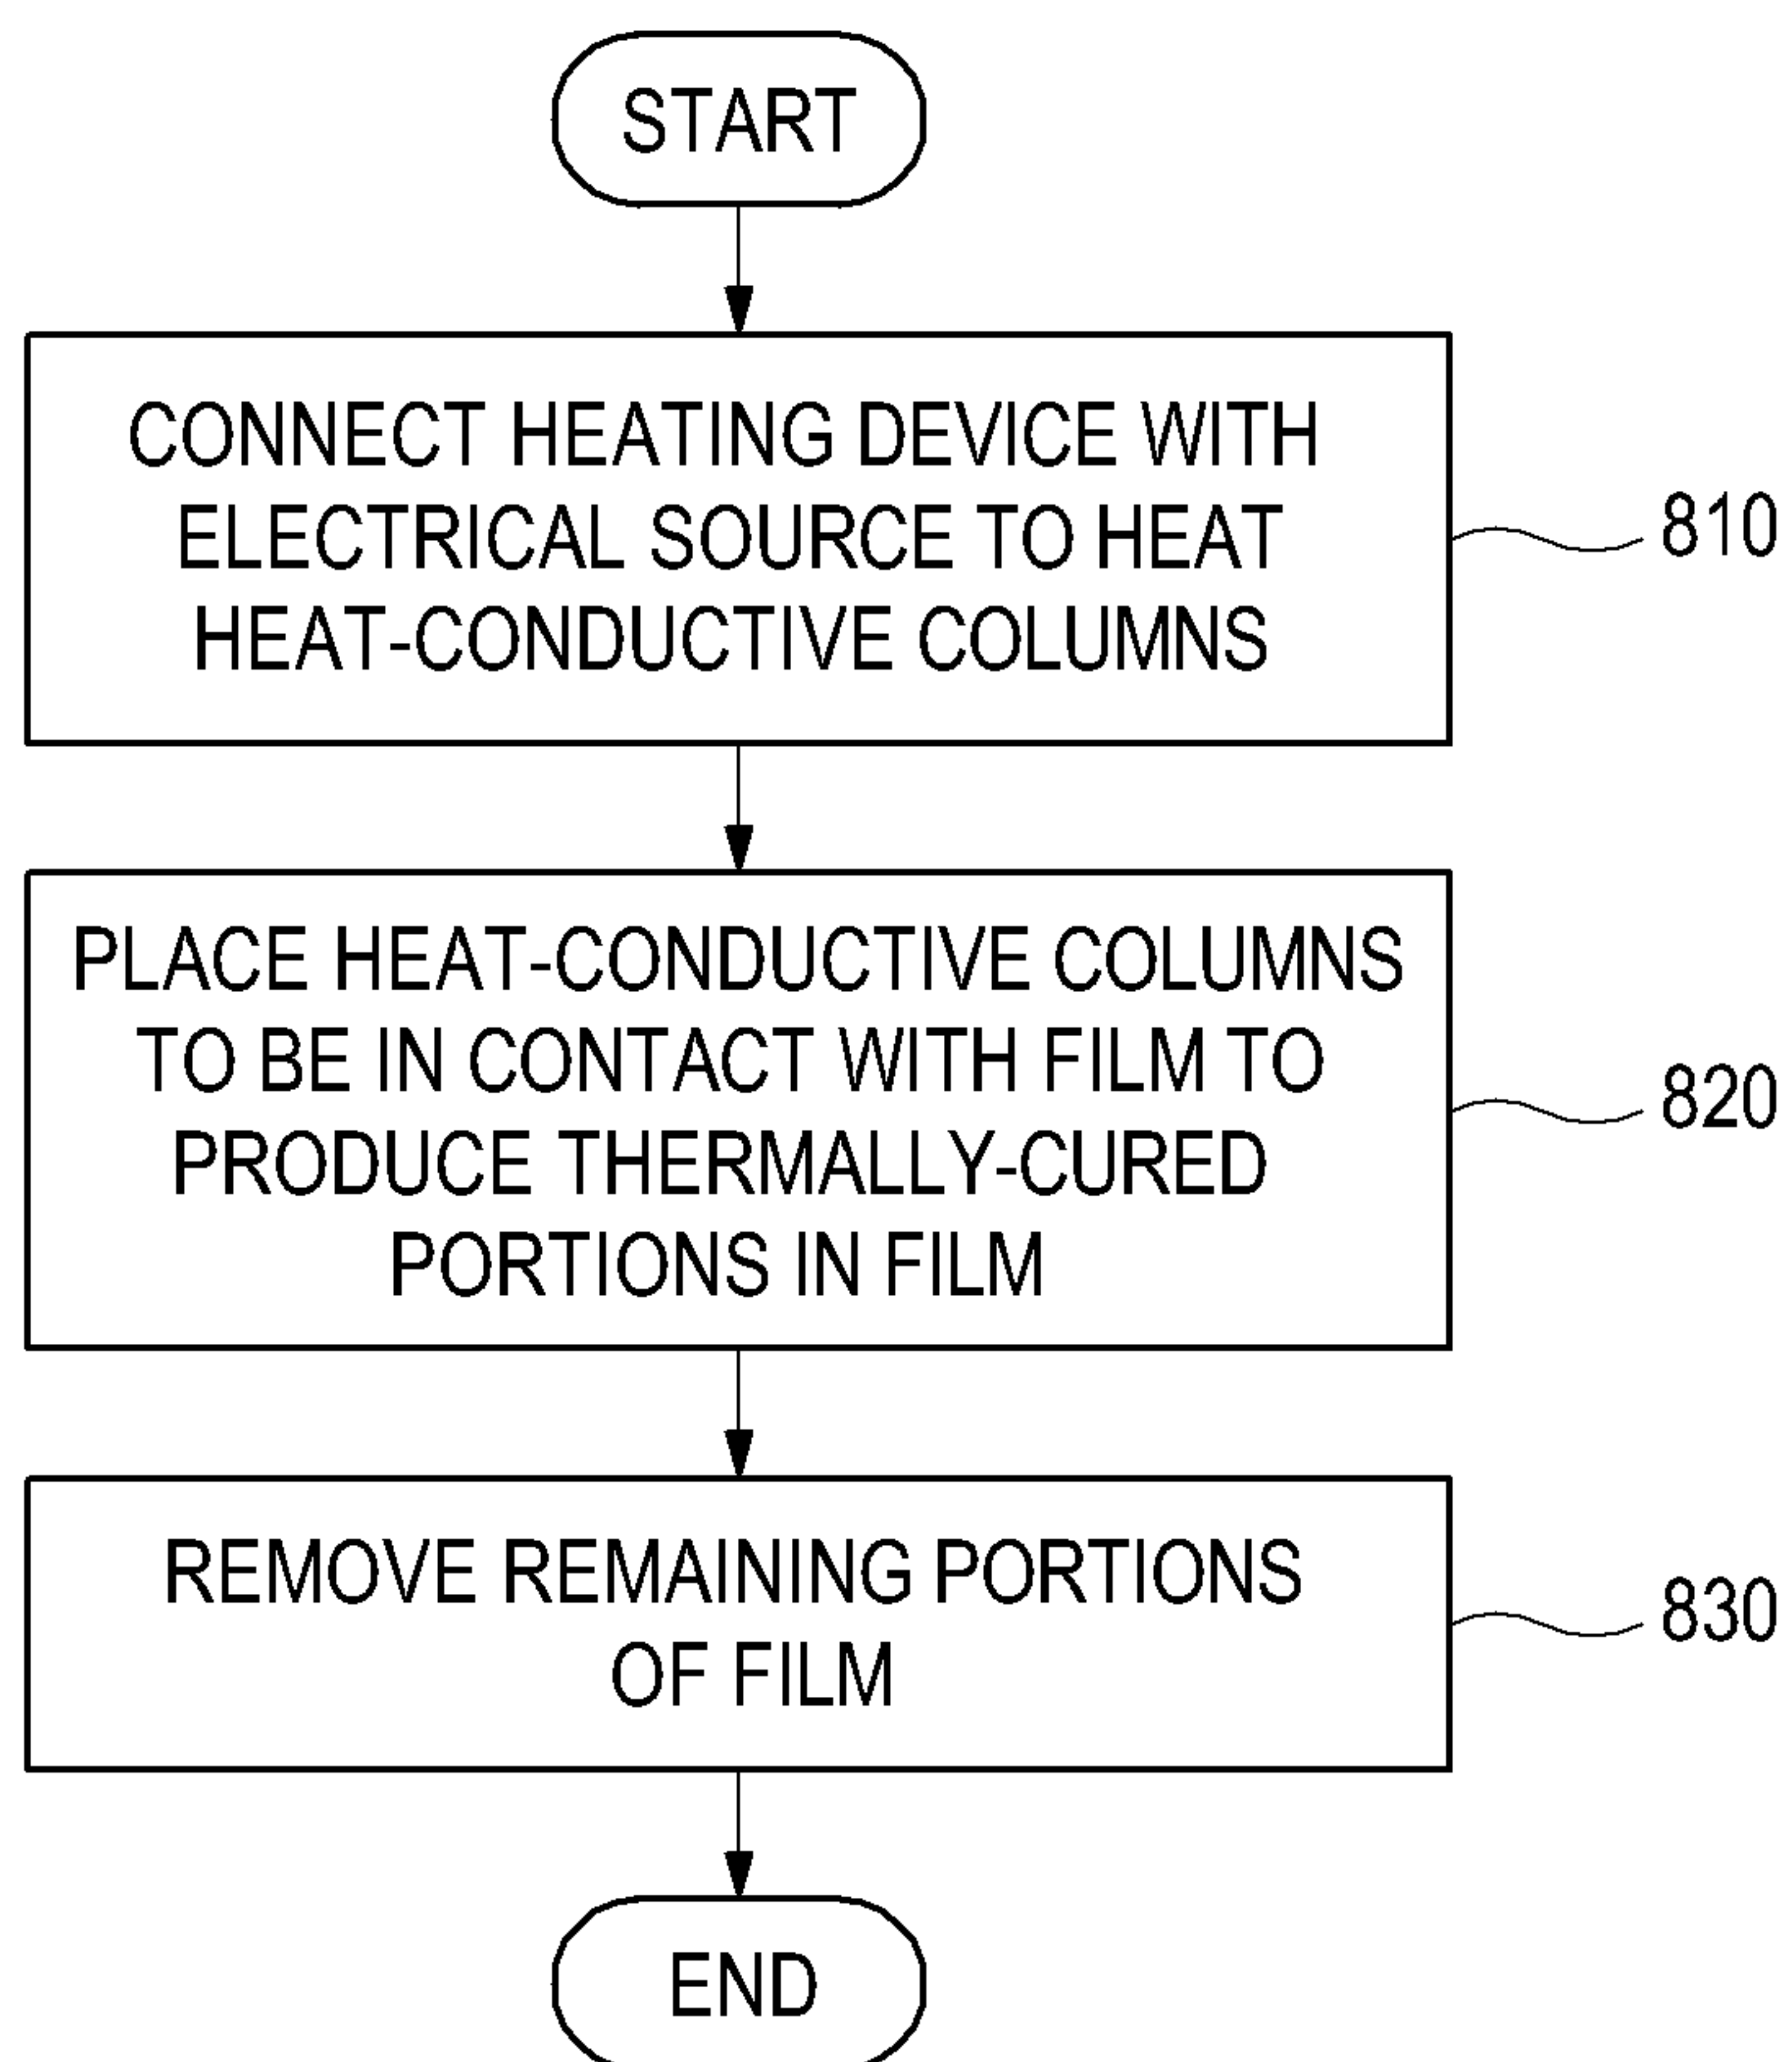 START
CONNECT HEATING DEVICE WITH
ELECTRICAL SOURCE TO HEAT
HEAT-CONDUCTIVE COLUMNS
810
PLACE HEAT-CONDUCTIVE COLUMNS
TO BE IN CONTACT WITH FILM TO
PRODUCE THERMALLY-CURED
PORTIONS IN FILM
820
REMOVE REMAINING PORTIONS
OF FILM
830
END